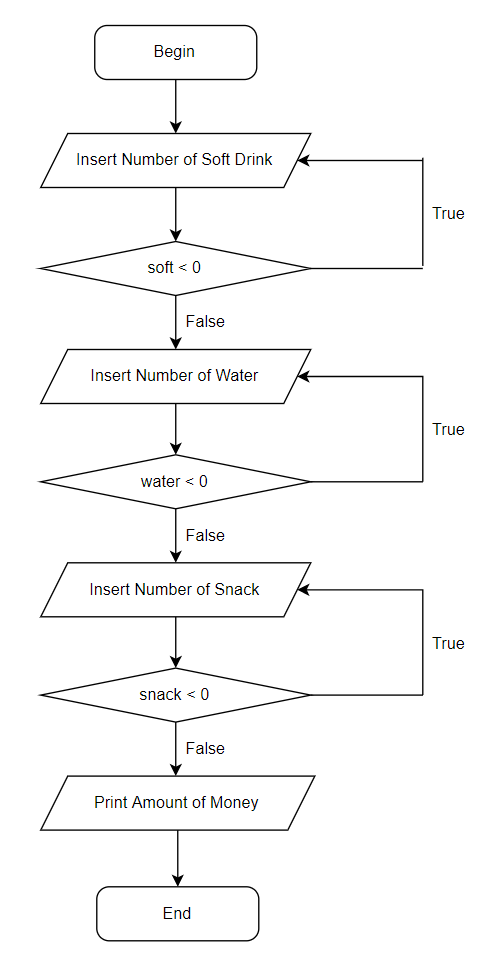 Begin
Insert Number of Soft Drink
True
soft < 0
False
Insert Number of Water
True
water < 0
False
Insert Number of Snack
True
snack < 0
False
Print Amount of Money
End